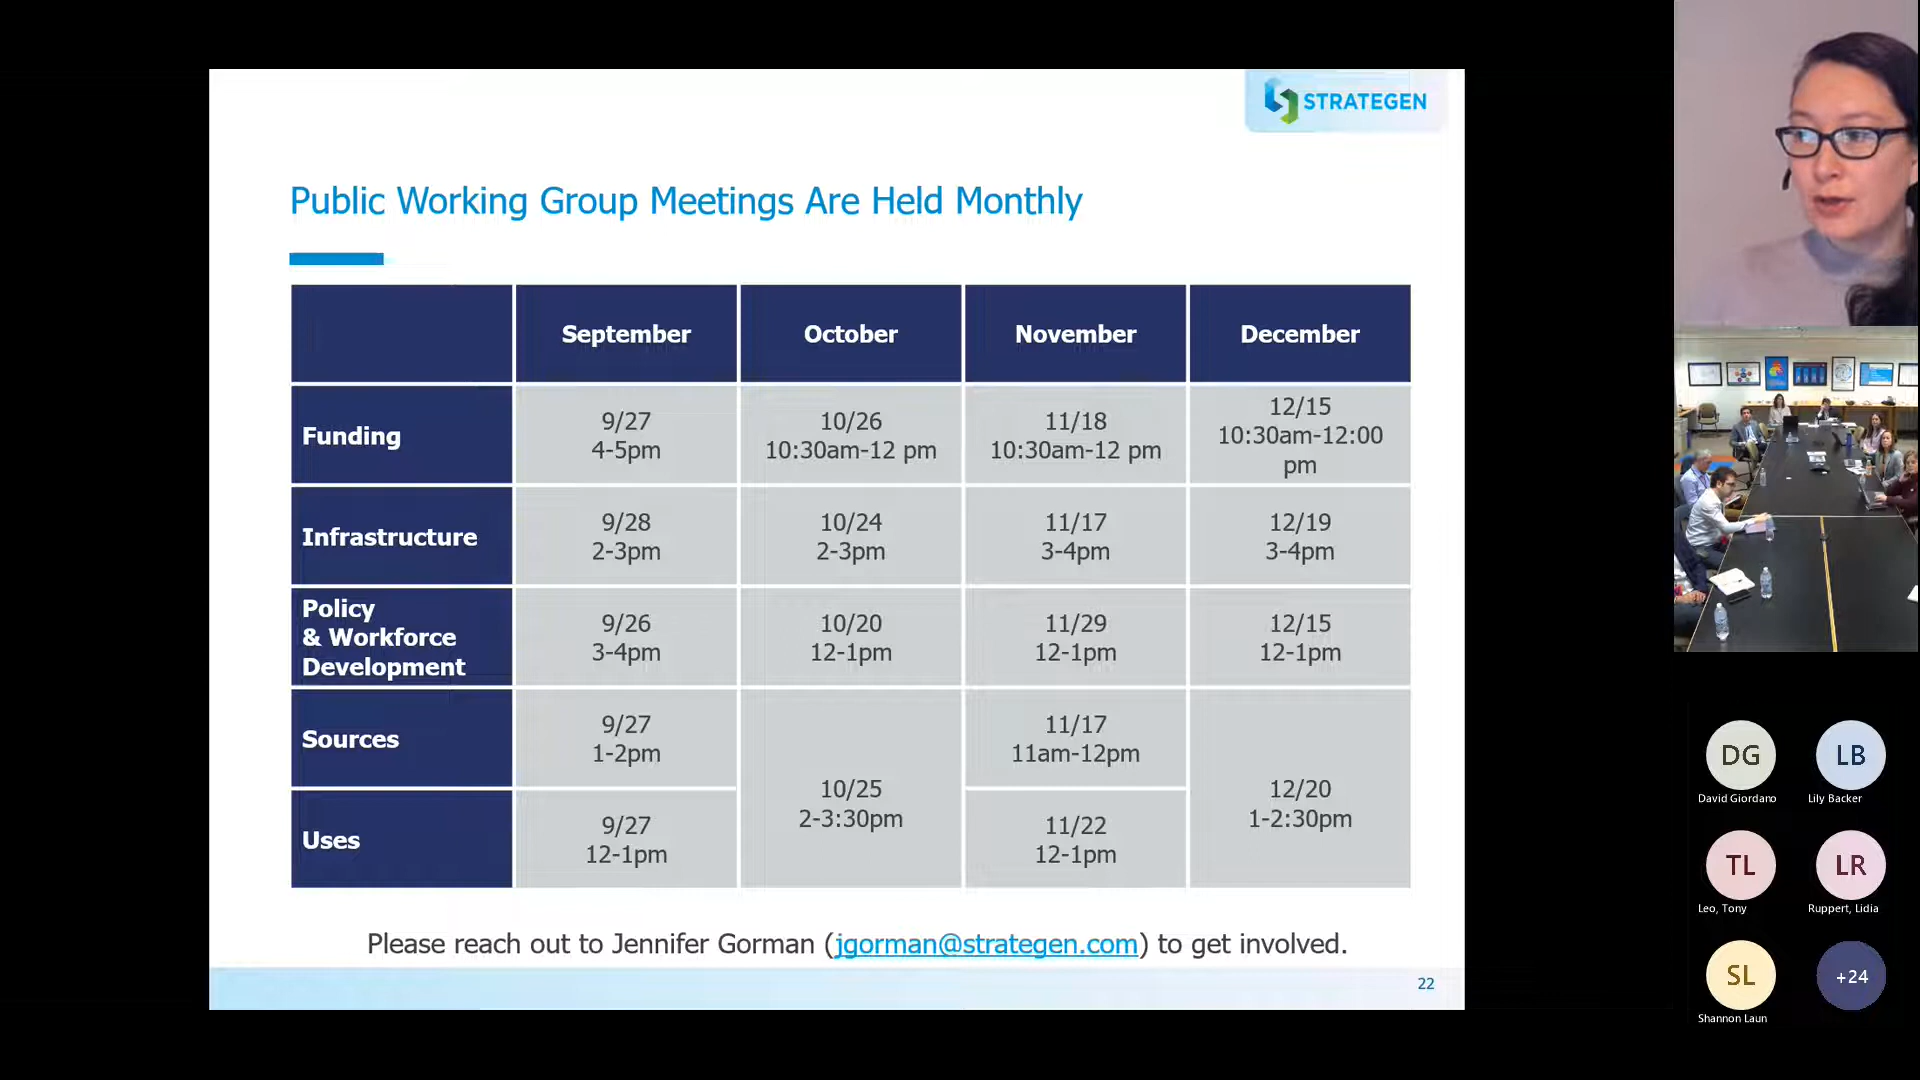 STRATEGEN
Public Working Group Meetings Are Held Monthly
September
October
November
December
Funding
9/27
4-5pm
10/26
10:30am-12 pm
11/18
10:30am-12 pm
12/15
10:30am-12:00
pm
Infrastructure
9/28
2-3pm
10/24
2-3pm
11/17
3-4pm
12/19
3-4pm
Policy
& Workforce
Development
9/26
3-4pm
10/20
12-1pm
11/29
12-1pm
12/15
12-1pm
Sources
9/27
1-2pm
10/25
2-3:30pm
11/17
11am-12pm
12/20
1-2:30pm
Uses
9/27
12-1pm
11/22
12-1pm
Please reach out to Jennifer Gorman (jgorman@strategen.com) to get involved.
22
DG
David Giordano
LB
Lily Backer
TL
Leo, Tony
LR
Ruppert, Lidia
SL
Shannon Laun
+24